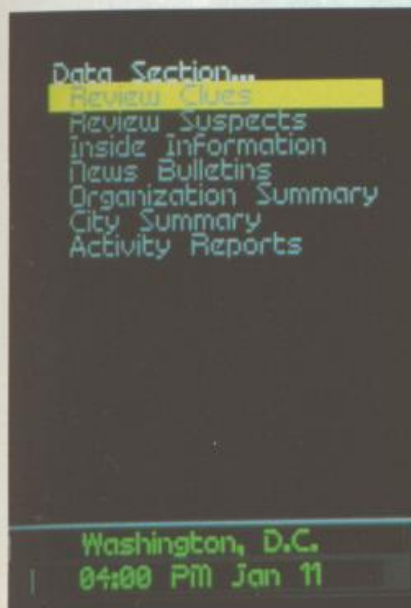 Data Section...
Review Clues
Review Suspects
Inside Information
News Bulletins
Organization Summary
City Summary
Activity Reports
Washington, D.C.
04:00 PM Jan 11